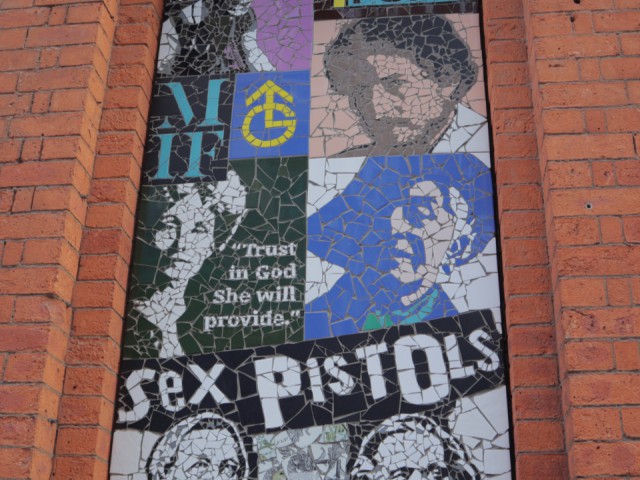 M
IF
"Trust
in God
She will
provide."
SEX PISTOLS